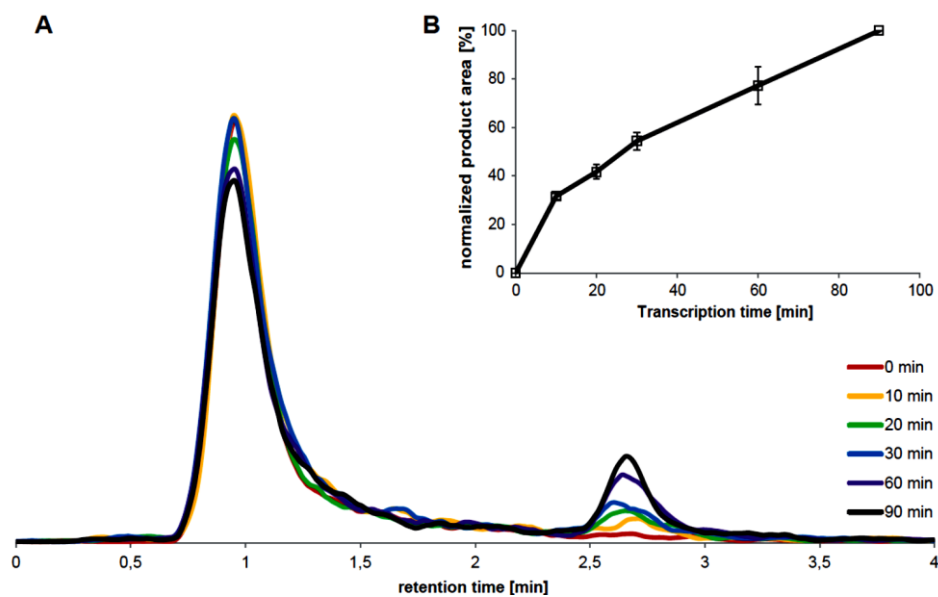 A
B
normalized product area [%]
100
80
60
40
20
0
0 20 40 60 80 100
Transcription time [min]
0 min
10 min
20 min
30 min
60 min
90 min
0 0,5 1 1,5 2 2,5 3 3,5 4
retention time [min]